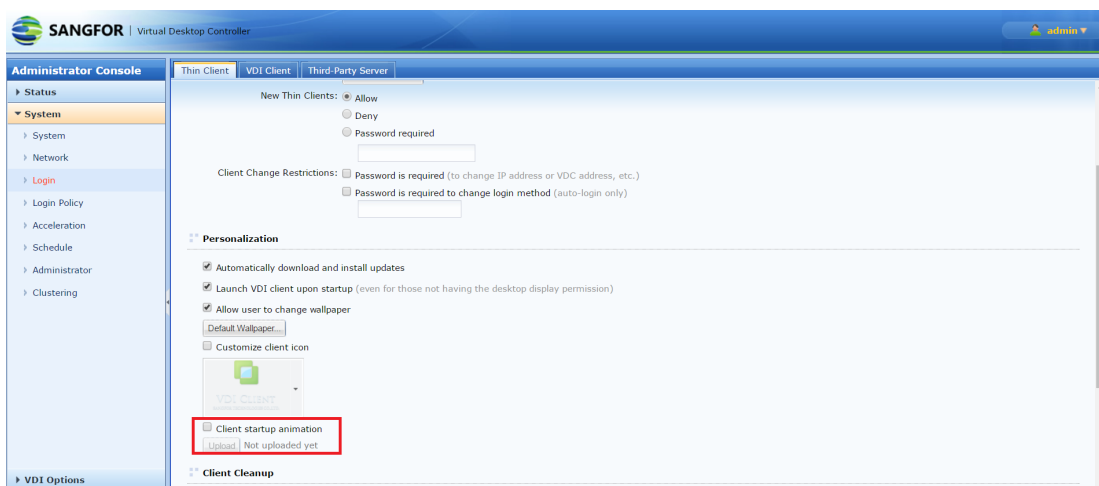 SANGFOR | Virtual Desktop Controller
admin
Administrator Console
Status
System
System
Network
Login
Login Policy
Acceleration
Schedule
Administrator
Clustering
VDI Options
Thin Client VDI Client Third-Party Server
New Thin Clients: Allow
Deny
Password required
Client Change Restrictions: Password is required (to change IP address or VDC address, etc.)
Password is required to change login method (auto-login only)
Personalization
Automatically download and install updates
Launch VDI client upon startup (even for those not having the desktop display permission)
Allow user to change wallpaper
Default Wallpaper...
Customize client icon
VDI CLIENT
Client startup animation
Upload Not uploaded yet
Client Cleanup